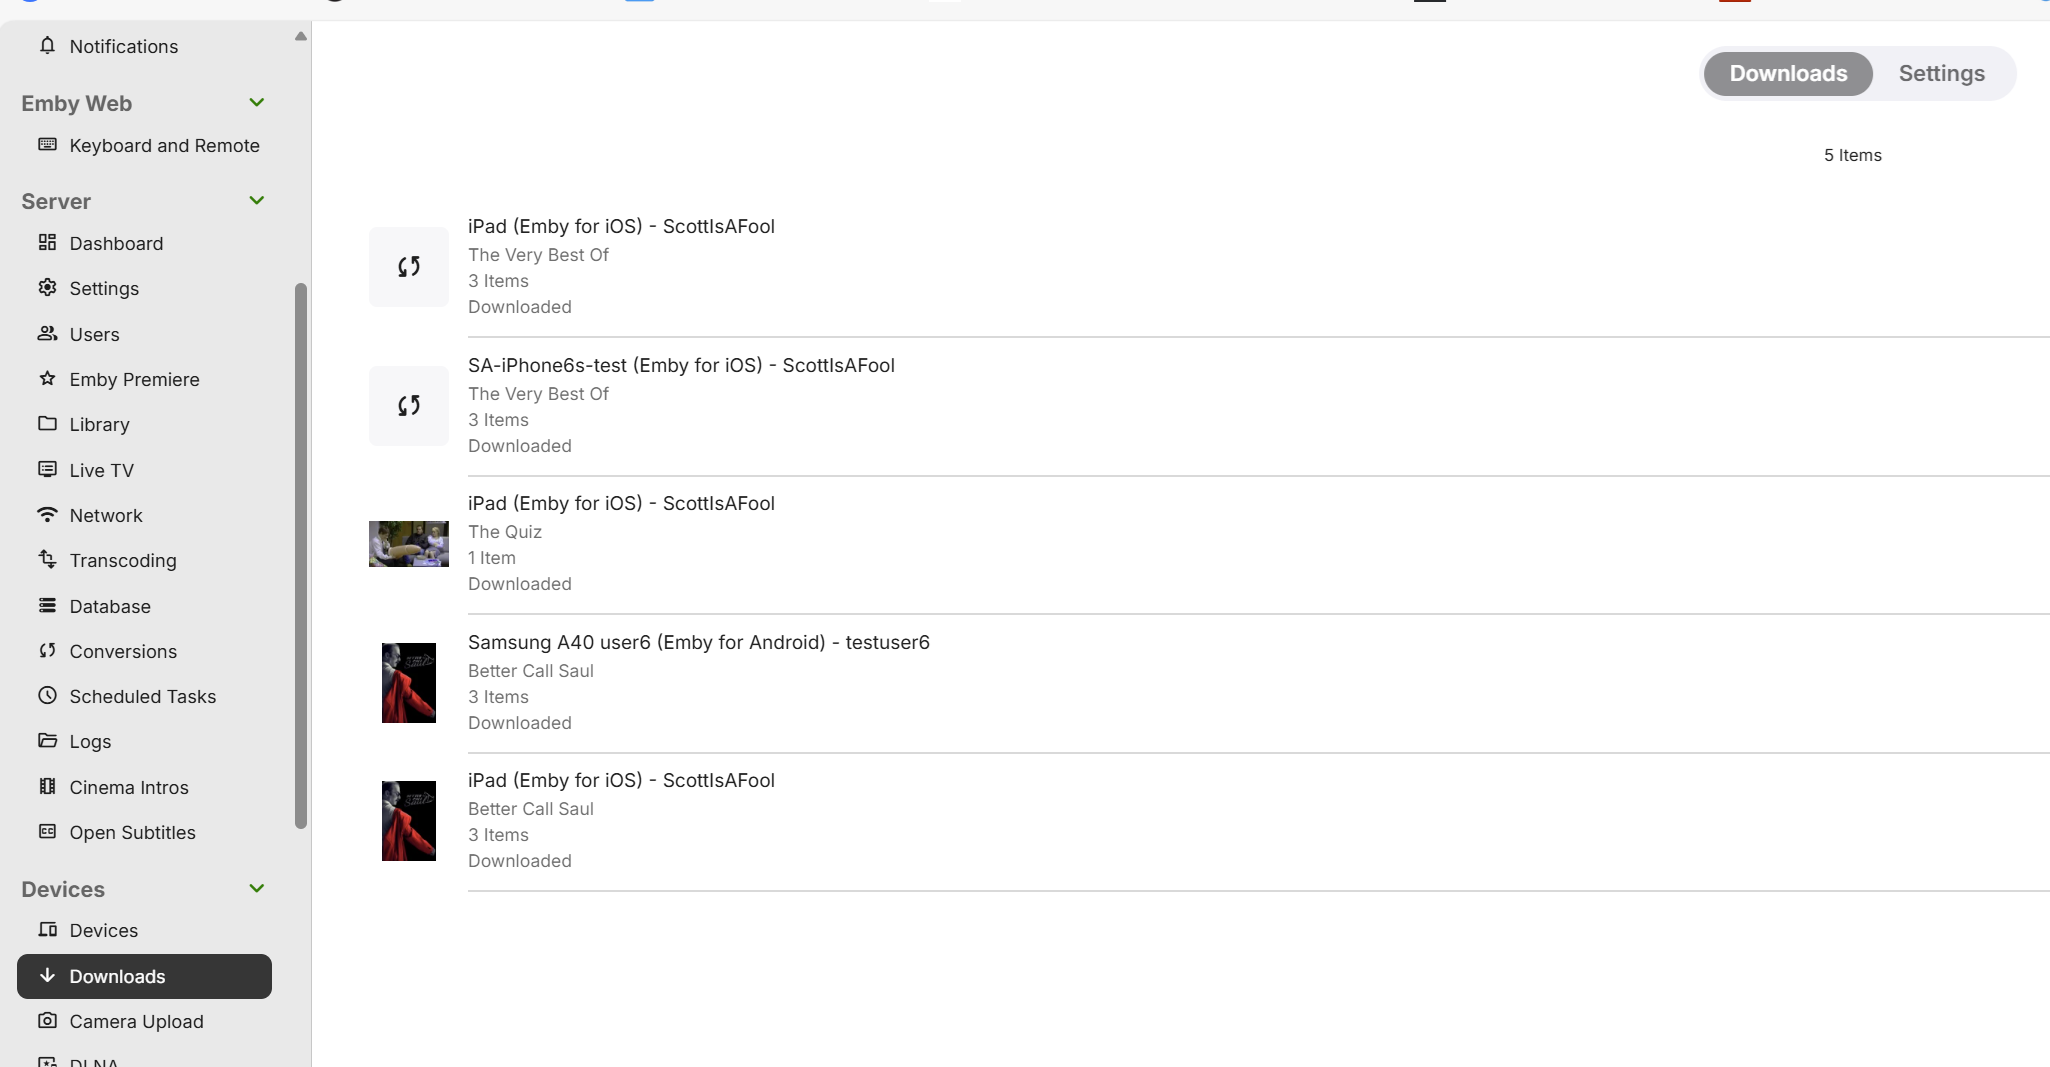 Notifications
Emby Web
Keyboard and Remote
Server
Dashboard
Settings
Users
Emby Premiere
Library
Live TV
Network
Transcoding
Database
Conversions
Scheduled Tasks
Logs
Cinema Intros
Open Subtitles
Devices
Devices
Downloads
Camera Upload
DLNA
Downloads
Settings
5 Items
iPad (Emby for iOS) - ScottIsAFool
The Very Best Of
3 Items
Downloaded
SA-iPhone6s-test (Emby for iOS) - ScottIsAFool
The Very Best Of
3 Items
Downloaded
iPad (Emby for iOS) - ScottIsAFool
The Quiz
1 Item
Downloaded
Samsung A40 user6 (Emby for Android) - testuser6
Better Call Saul
3 Items
Downloaded
iPad (Emby for iOS) - ScottIsAFool
Better Call Saul
3 Items
Downloaded